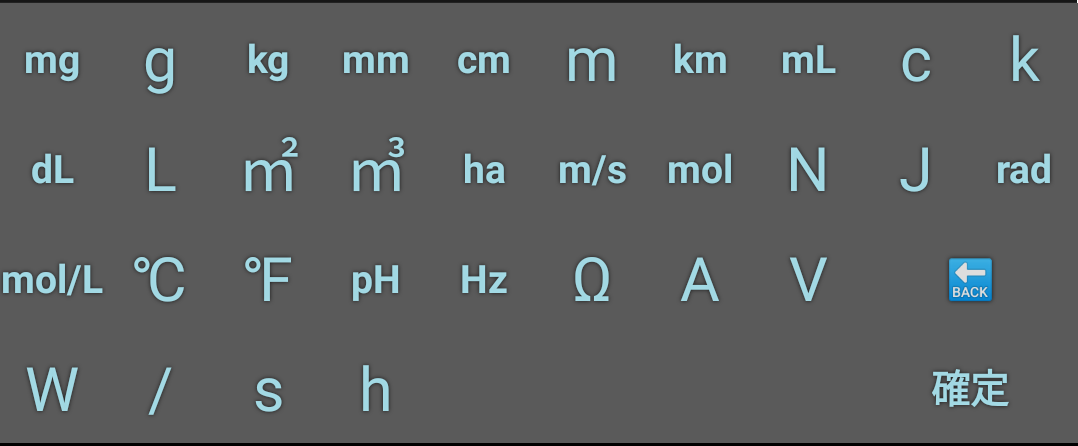 mg g kg mm cm m km mL c k
dL L m² m³ ha m/s mol N J rad
mol/L ℃ ℉ pH Hz Ω A V BACK
W / s h 確定